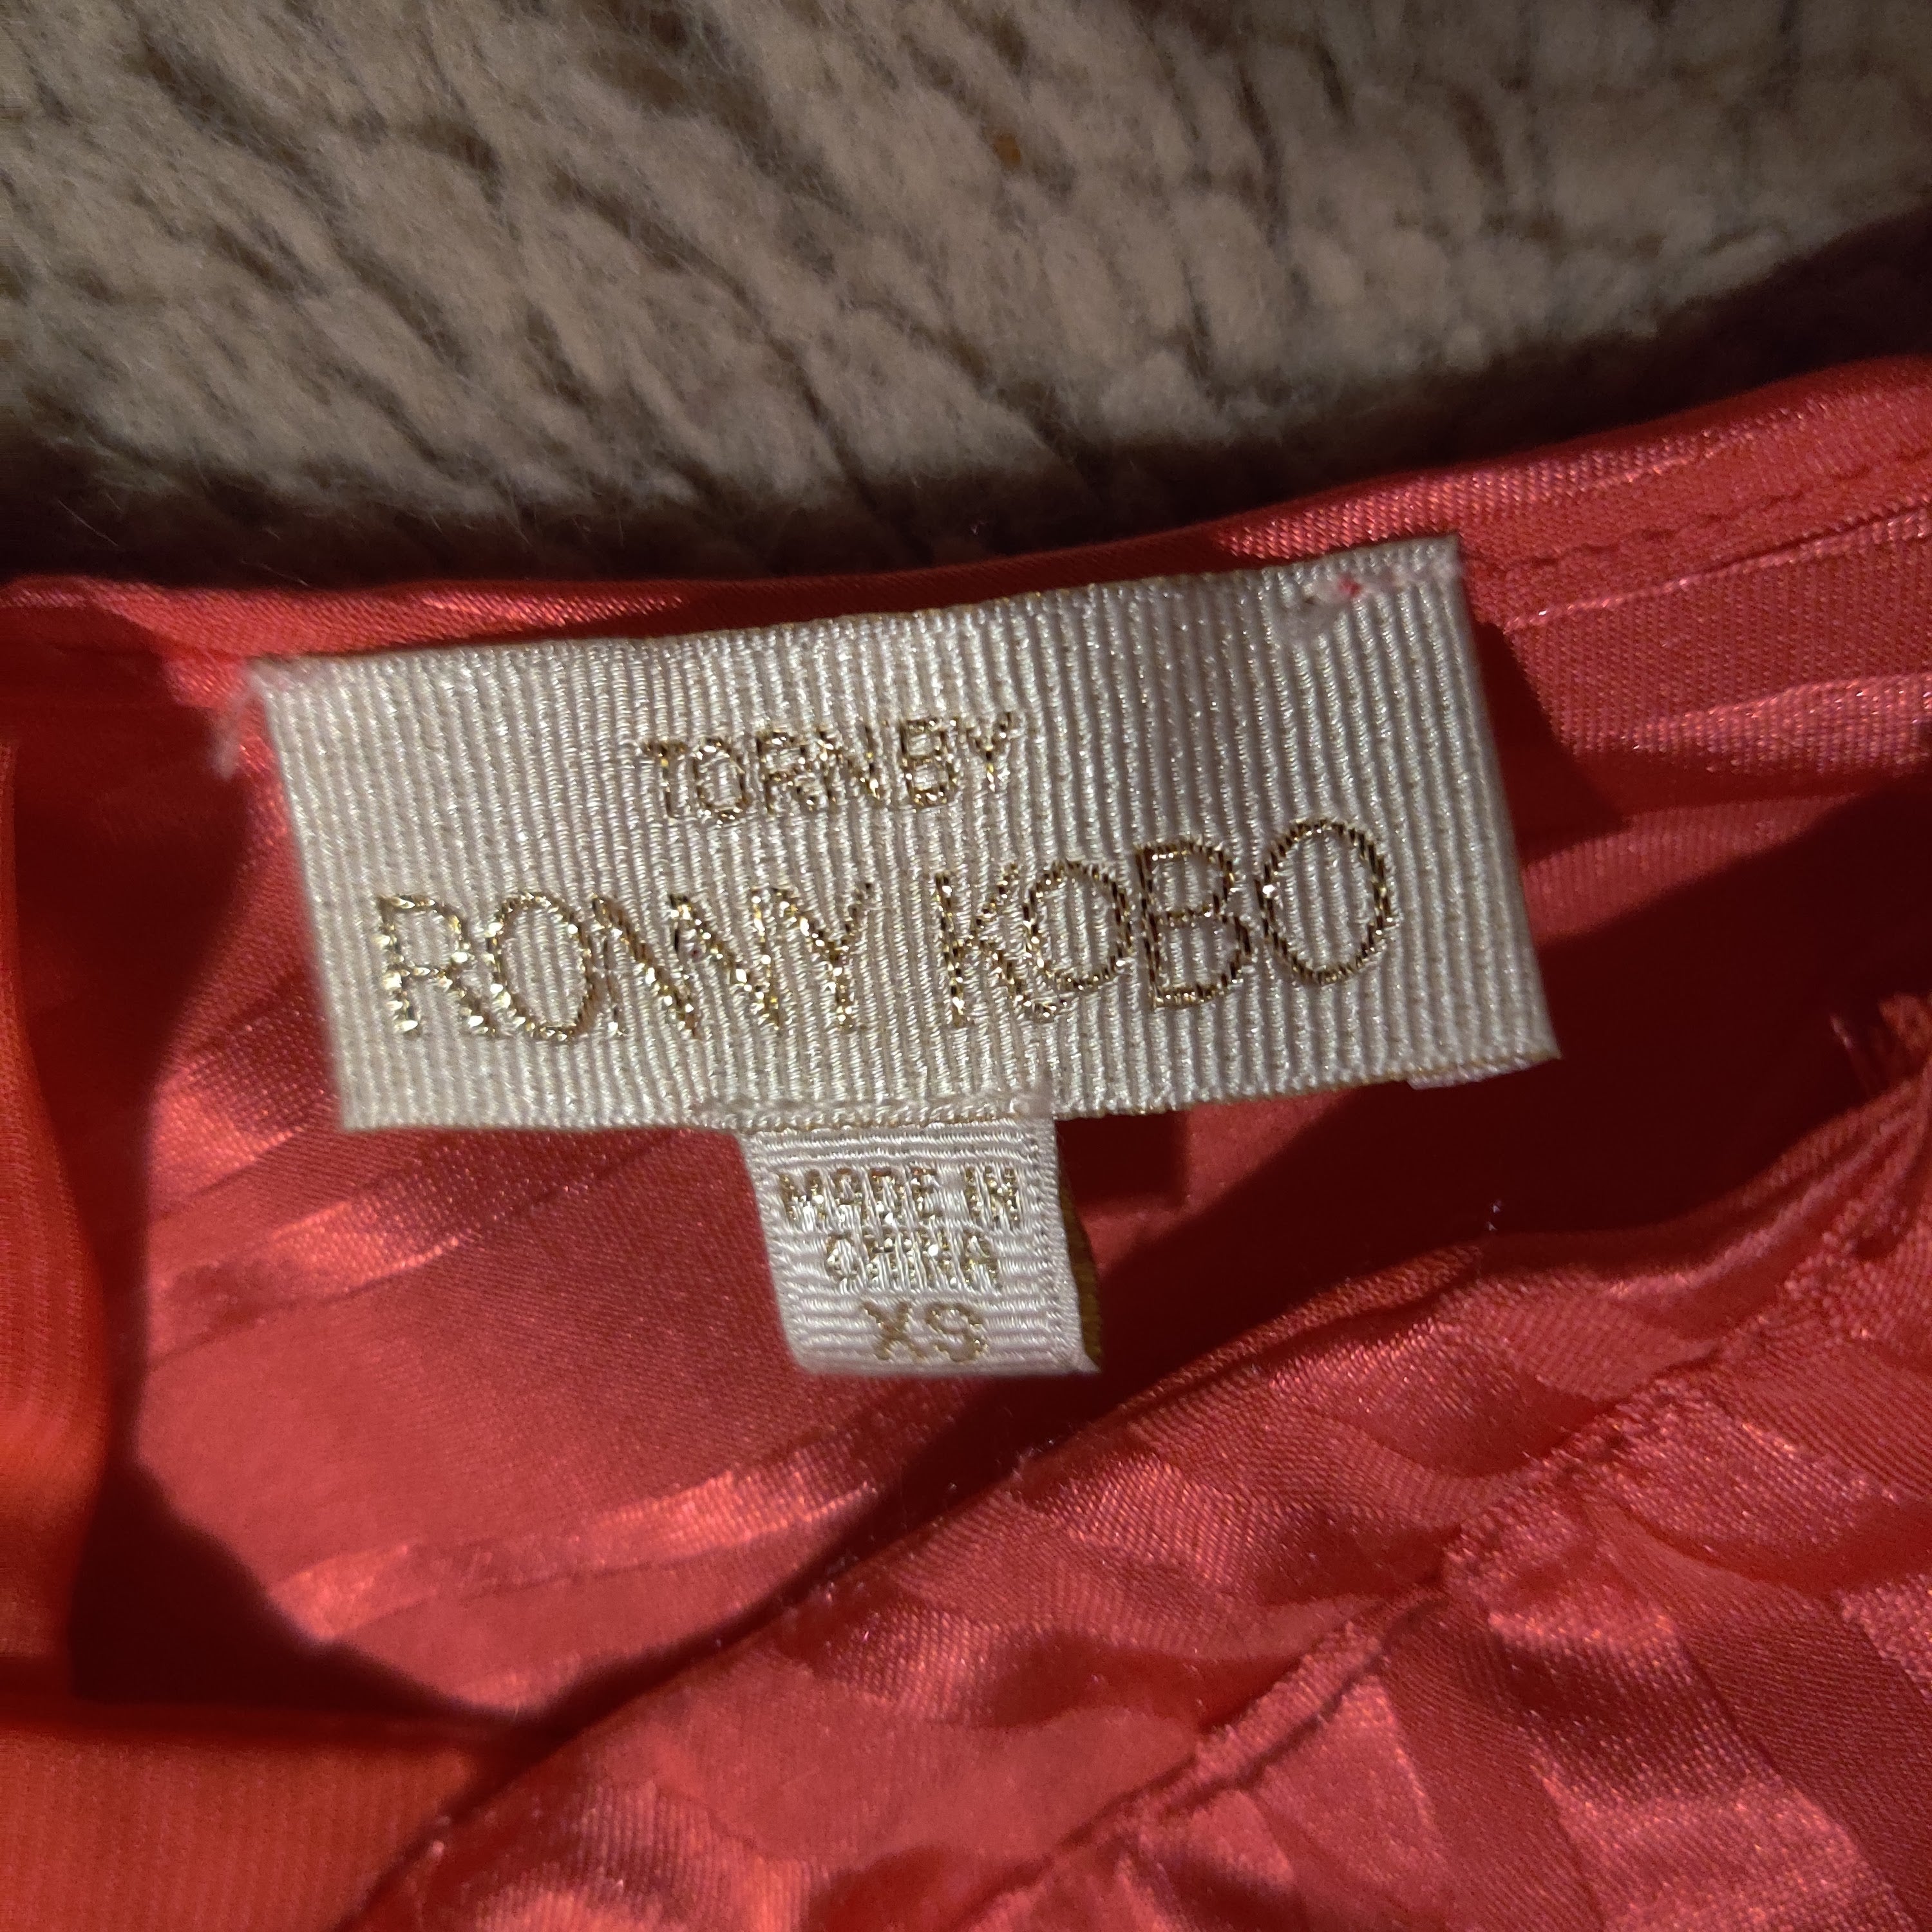 TORN BY
RONNY KOBO
MADE IN
CHINA
XS